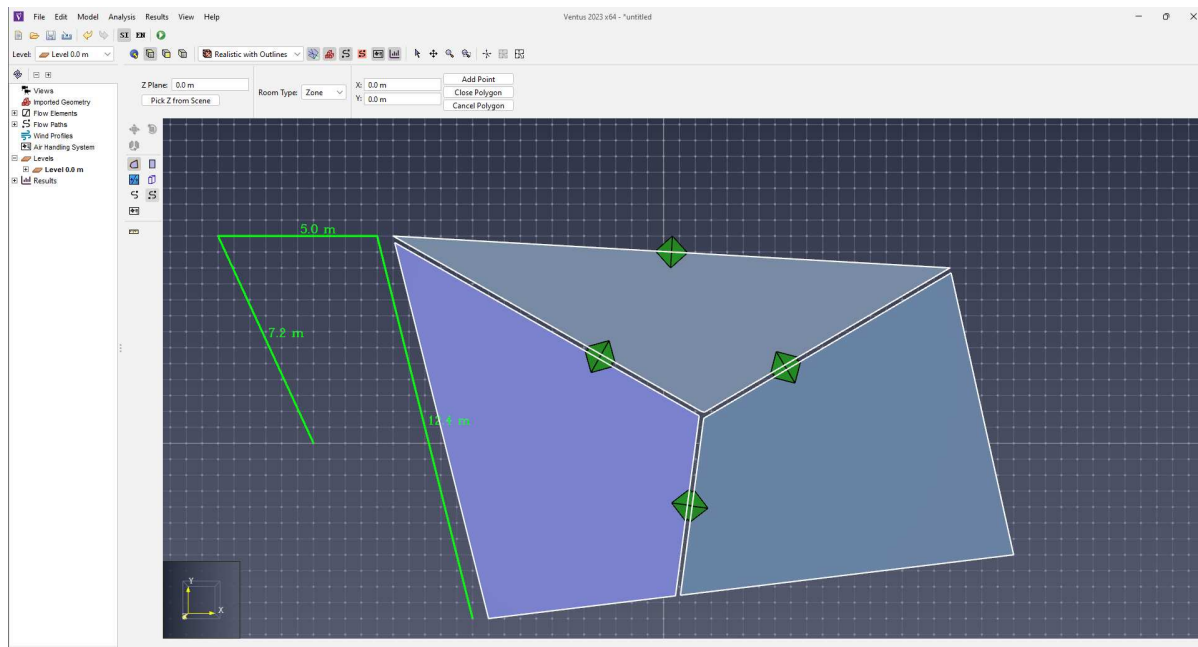 Ventus 2023 x64 - *untitled
File Edit Model Analysis Results View Help
SI EN
Level: Level 0.0 m
Realistic with Outlines
Z Plane: 0.0 m
Pick Z from Scene
Room Type: Zone
X: 0.0 m
Y: 0.0 m
Add Point
Close Polygon
Cancel Polygon
Views
Imported Geometry
Flow Elements
Flow Paths
Wind Profiles
Air Handling System
Levels
Level 0.0 m
Results
5.0 m
7.2 m
12.4 m
Y
X